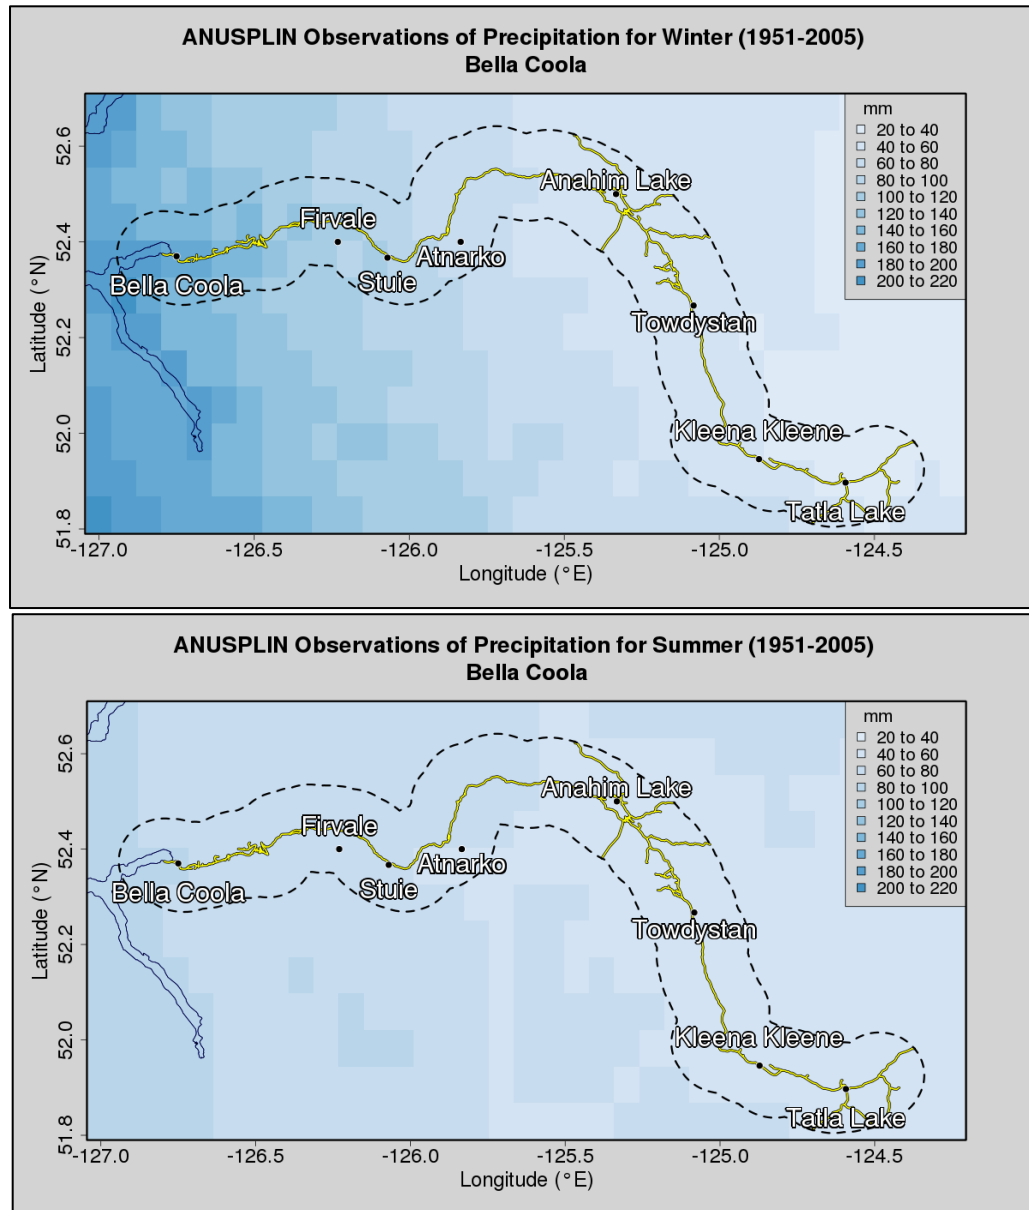 ANUSPLIN Observations of Precipitation for Winter (1951-2005)
Bella Coola
mm
20 to 40
40 to 60
60 to 80
80 to 100
100 to 120
120 to 140
140 to 160
160 to 180
180 to 200
200 to 220
Latitude (°N)
52.6
52.4
52.2
52.0
51.8
Anahim Lake
Firvale
Atnarko
Stuie
Bella Coola
Towdystan
Kleena Kleene
Tatla Lake
-127.0
-126.5
-126.0
-125.5
-125.0
-124.5
Longitude (°E)
ANUSPLIN Observations of Precipitation for Summer (1951-2005)
Bella Coola
mm
20 to 40
40 to 60
60 to 80
80 to 100
100 to 120
120 to 140
140 to 160
160 to 180
180 to 200
200 to 220
Latitude (°N)
52.6
52.4
52.2
52.0
51.8
Anahim Lake
Firvale
Atnarko
Stuie
Bella Coola
Towdystan
Kleena Kleene
Tatla Lake
-127.0
-126.5
-126.0
-125.5
-125.0
-124.5
Longitude (°E)